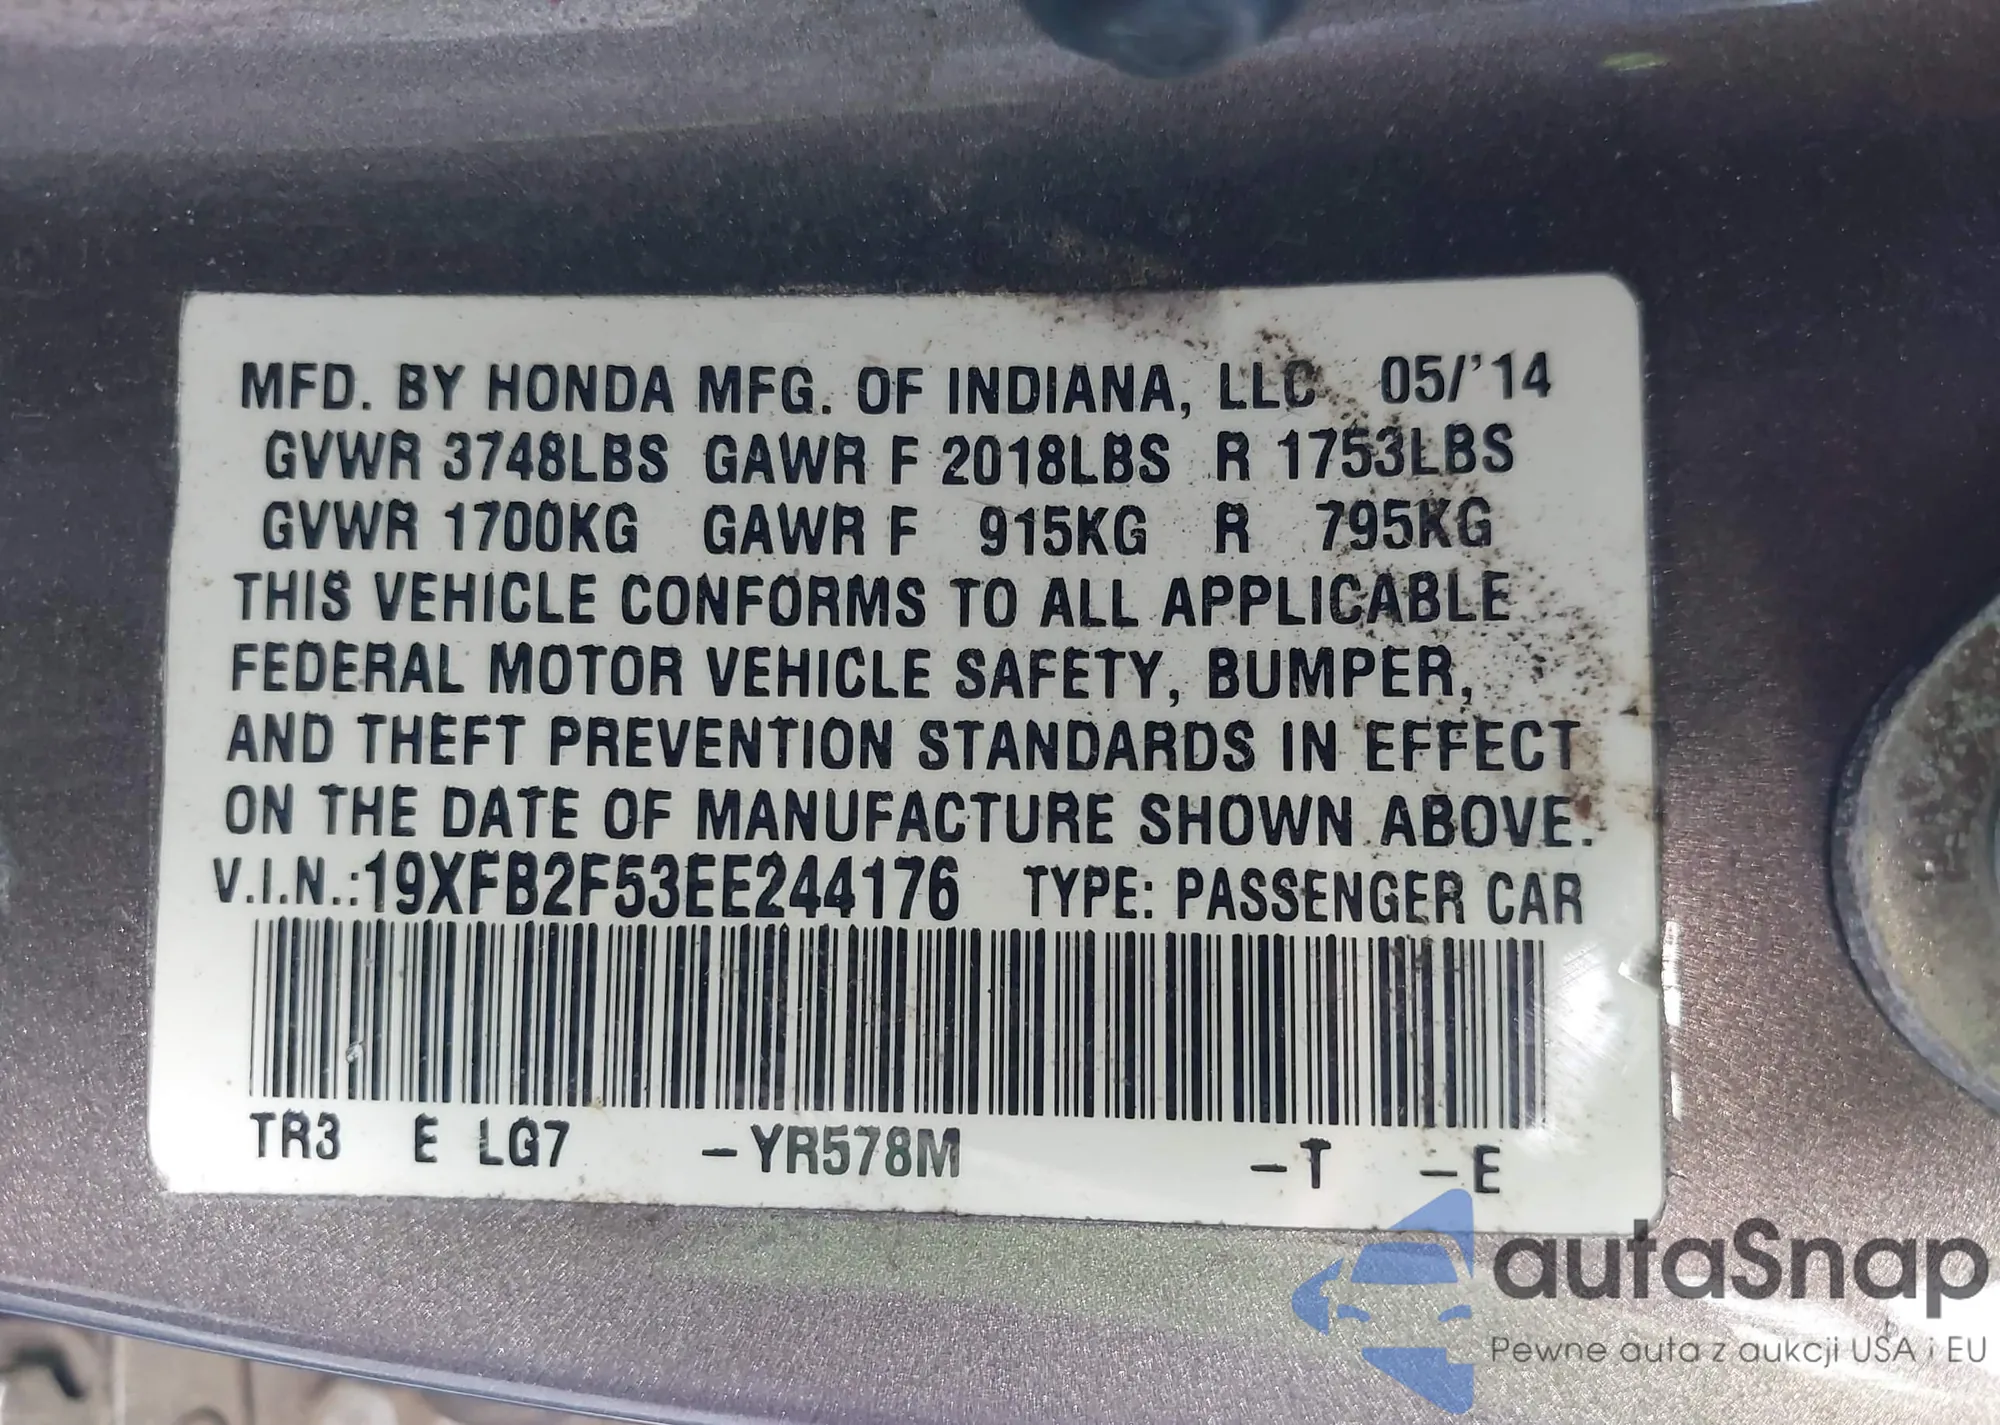 MFD. BY HONDA MFG. OF INDIANA, LLC 05/'14
GVWR 3748LBS GAWR F 2018LBS R 1753LBS
GVWR 1700KG GAWR F 915KG R 795KG
THIS VEHICLE CONFORMS TO ALL APPLICABLE
FEDERAL MOTOR VEHICLE SAFETY, BUMPER,
AND THEFT PREVENTION STANDARDS IN EFFECT
ON THE DATE OF MANUFACTURE SHOWN ABOVE.
V.I.N.:19XFB2F53EE244176 TYPE: PASSENGER CAR
TR3 E LG7 -YR578M -T -E
autaSnap
Pewne auta z aukcji USA i EU